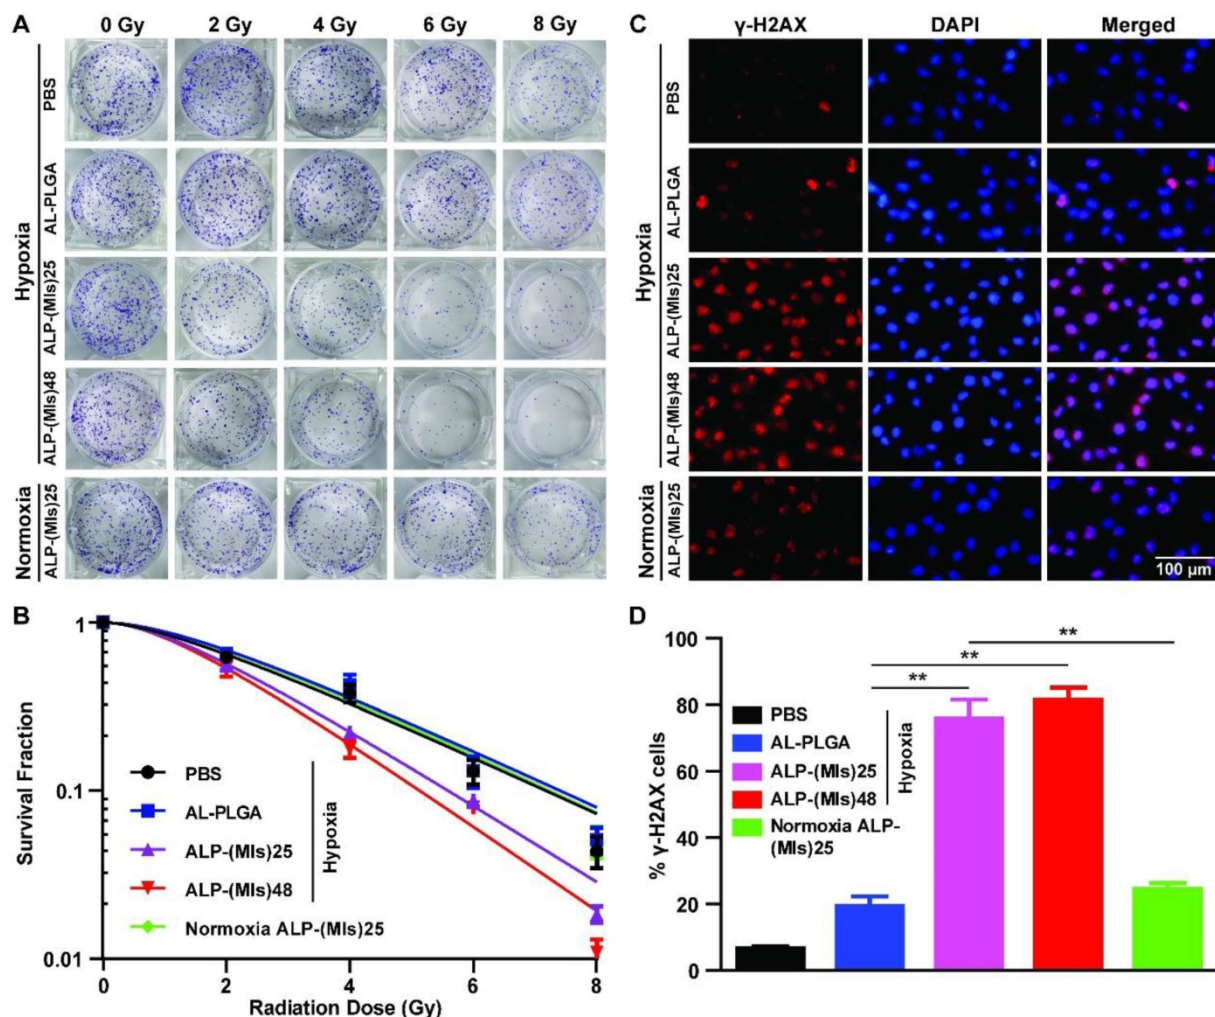 A
0 Gy 2 Gy 4 Gy 6 Gy 8 Gy
Hypoxia
PBS
AL-PLGA
ALP-(MIs)25
ALP-(MIs)48
Normoxia
ALP-(MIs)25
C
γ-H2AX DAPI Merged
Hypoxia
PBS
AL-PLGA
ALP-(MIs)25
ALP-(MIs)48
Normoxia
ALP-(MIs)25
100 µm
B
Survival Fraction
1
0.1
0.01
PBS
AL-PLGA
ALP-(MIs)25
ALP-(MIs)48
Normoxia ALP-(MIs)25
Hypoxia
0 2 4 6 8
Radiation Dose (Gy)
D
% γ-H2AX cells
100
80
60
40
20
0
**
**
**
PBS
AL-PLGA
ALP-(MIs)25
ALP-(MIs)48
Normoxia ALP-
(MIs)25
Hypoxia